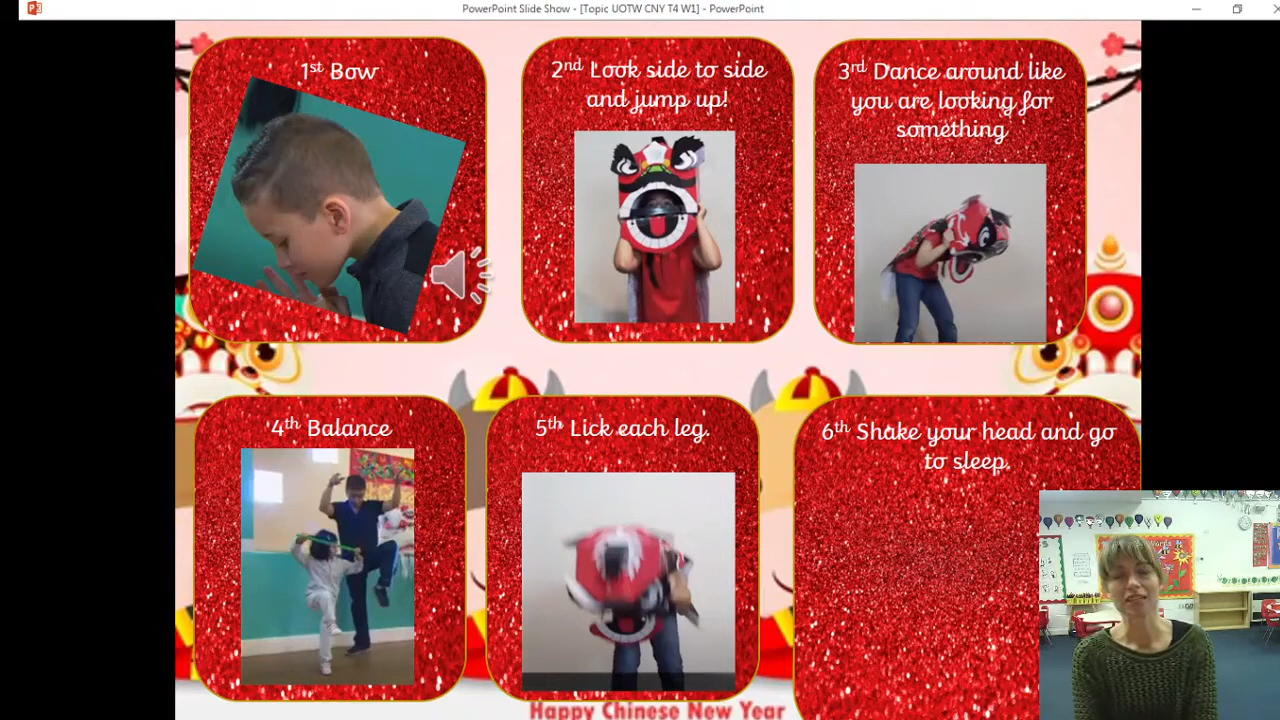 PowerPoint Slide Show - [Topic UOTW CNY T4 W1] - PowerPoint
1st Bow
2nd Look side to side
and jump up!
3rd Dance around like
you are looking for
something
4th Balance
5th Lick each leg.
6th Shake your head and go
to sleep.
Happy Chinese New Year